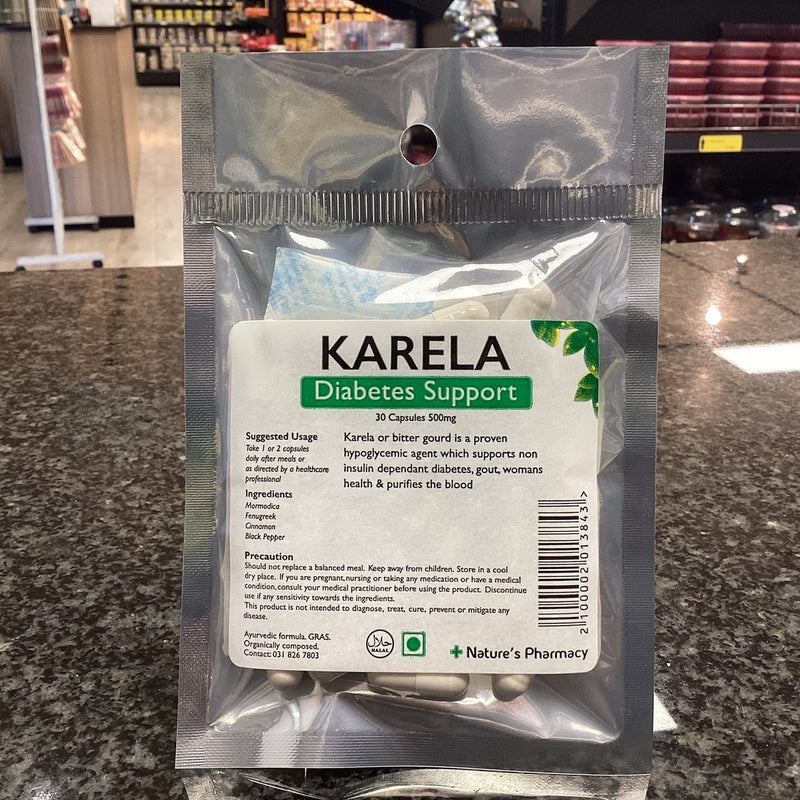 KARELA
Diabetes Support
30 Capsules 500mg
Suggested Usage
Take 1 or 2 capsules
daily after meals or
as directed by a healthcare
professional
Ingredients
Mormodica
Fenugreek
Cinnamon
Black Pepper
Karela or bitter gourd is a proven
hypoglycemic agent which supports non
insulin dependant diabetes, gout, womans
health & purifies the blood
Precaution
Should not replace a balanced meal. Keep away from children. Store in a cool
dry place. If you are pregnant,nursing or taking any medication or have a medical
condition,consult your medical practitioner before using the product. Discontinue
use if any sensitivity towards the ingredients.
This product is not intended to diagnose, treat, cure, prevent or mitigate any
disease.
Ayurvedic formula. GRAS.
Organically composed.
Contact: 031 826 7803
حلال
HALAL
Nature's Pharmacy
2 100002 013843 >